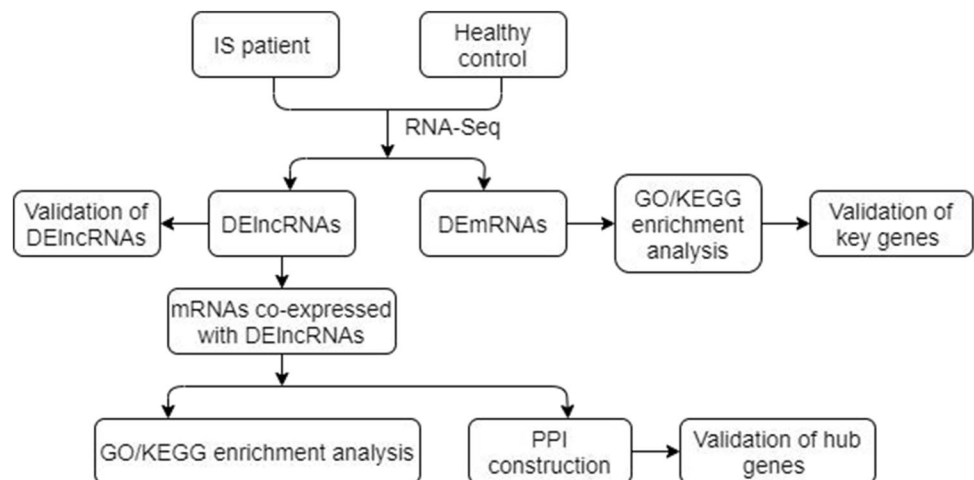 IS patient
Healthy
control
RNA-Seq
Validation of
DElncRNAs
DElncRNAs
DEmRNAs
GO/KEGG
enrichment
analysis
Validation of
key genes
mRNAs co-expressed
with DElncRNAs
GO/KEGG enrichment analysis
PPI
construction
Validation of hub
genes